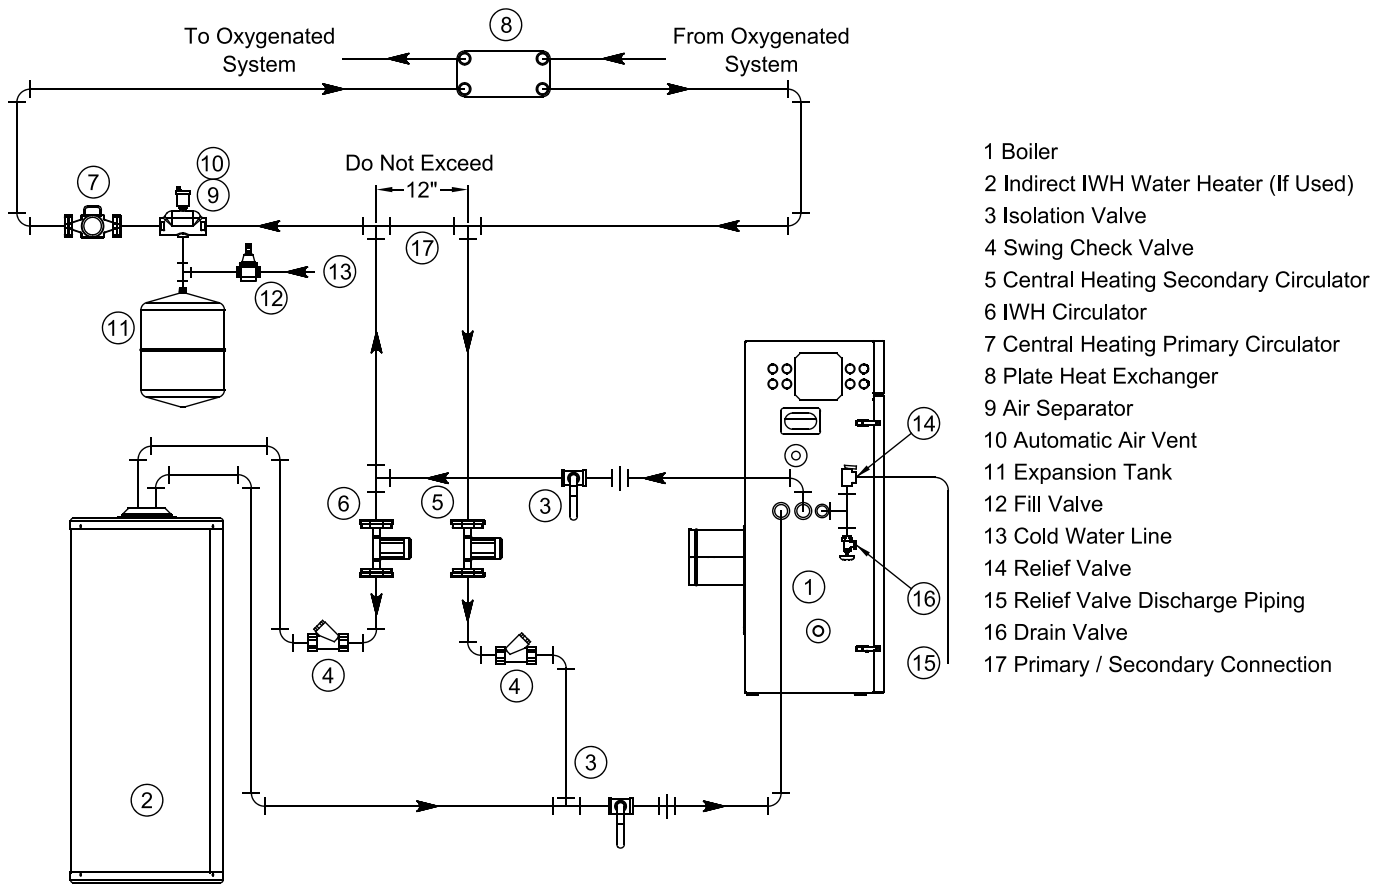 8
To Oxygenated
System
From Oxygenated
System
Do Not Exceed
12"
10
9
7
17
13
12
11
14
6
5
3
1
16
15
4
4
3
2
1 Boiler
2 Indirect IWH Water Heater (If Used)
3 Isolation Valve
4 Swing Check Valve
5 Central Heating Secondary Circulator
6 IWH Circulator
7 Central Heating Primary Circulator
8 Plate Heat Exchanger
9 Air Separator
10 Automatic Air Vent
11 Expansion Tank
12 Fill Valve
13 Cold Water Line
14 Relief Valve
15 Relief Valve Discharge Piping
16 Drain Valve
17 Primary / Secondary Connection